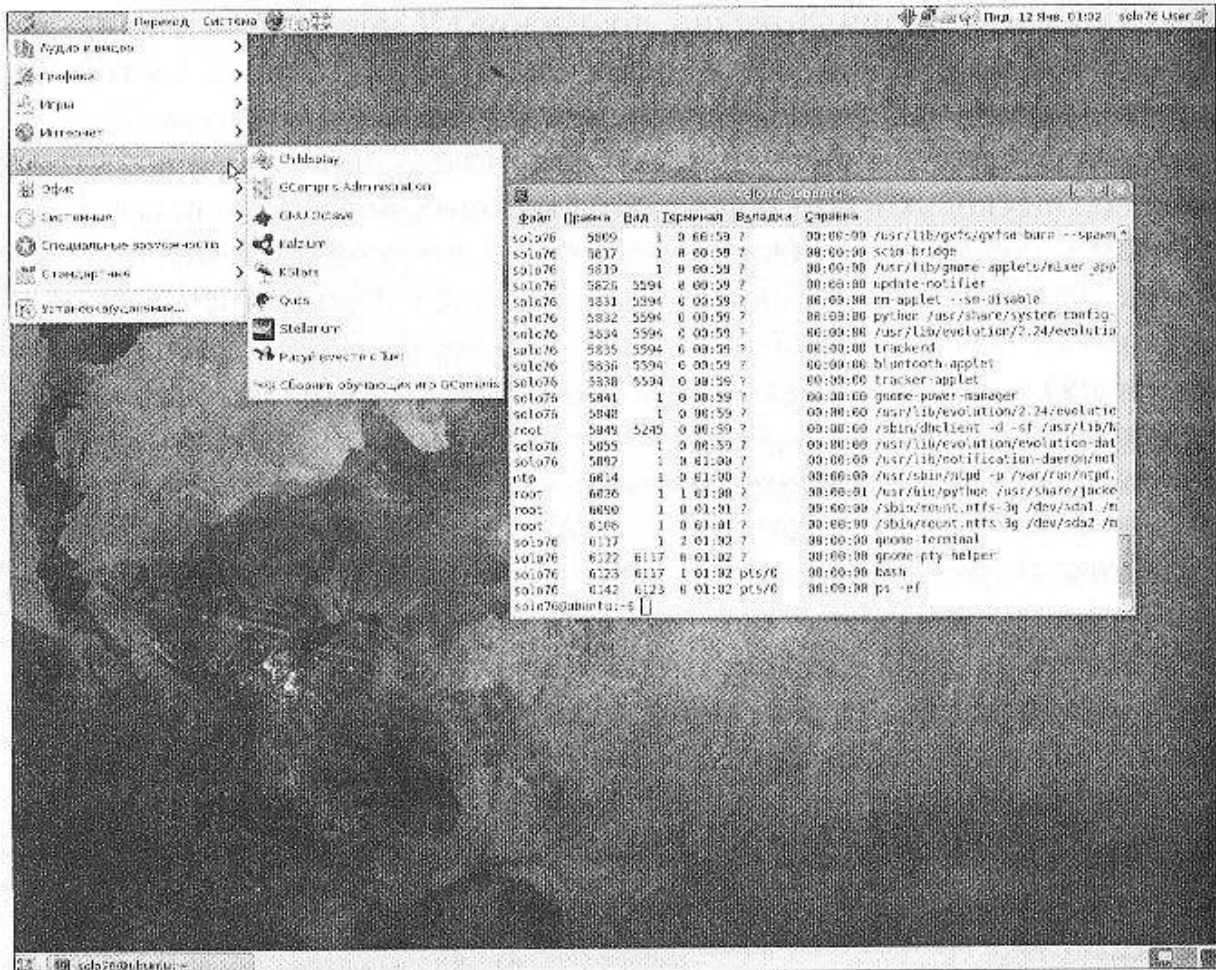 Переход Система
Пнд, 12 Янв, 01:02 solo76 User
Аудио и видео
Графика
Игры
Интернет
Офис
Системные
Специальные возможности
Стандартные
Установка/удаление...
Childsplay
GCompris Administration
GNU Octave
Kalzium
KStars
Stellarium
Рисуй вместе с Tux
Сборник обучающих игр GCompris
Файл Правка Вид Терминал Вкладки Справка
solo76 5809 1 0 00:59 ? 00:00:00 /usr/lib/gvfs/gvfsd-burn --spawn
solo76 5817 1 0 00:59 ? 00:00:00 scim-bridge
solo76 5819 1 0 00:59 ? 00:00:00 /usr/lib/gnome-applets/mixer_app
solo76 5826 5594 0 00:59 ? 00:00:00 update-notifier
solo76 5831 5594 0 00:59 ? 00:00:00 nm-applet --sm-disable
solo76 5832 5594 0 00:59 ? 00:00:00 python /usr/share/system-config-
solo76 5834 5594 0 00:59 ? 00:00:00 /usr/lib/evolution/2.24/evolutio
solo76 5835 5594 0 00:59 ? 00:00:00 trackerd
solo76 5836 5594 0 00:59 ? 00:00:00 bluetooth-applet
solo76 5838 5594 0 00:59 ? 00:00:00 tracker-applet
solo76 5841 1 0 00:59 ? 00:00:00 gnome-power-manager
solo76 5848 1 0 00:59 ? 00:00:00 /usr/lib/evolution/2.24/evolutio
root 5849 5245 0 00:59 ? 00:00:00 /sbin/dhclient -d -sf /usr/lib/N
solo76 5855 1 0 00:59 ? 00:00:00 /usr/lib/evolution/evolution-dat
solo76 5892 1 0 01:00 ? 00:00:00 /usr/lib/notification-daemon/not
ntp 6014 1 0 01:00 ? 00:00:00 /usr/sbin/ntpd -p /var/run/ntpd.
root 6036 1 1 01:00 ? 00:00:01 /usr/bin/python /usr/share/jocke
root 6090 1 0 01:01 ? 00:00:00 /sbin/mount.ntfs-3g /dev/sda1 /m
root 6106 1 0 01:01 ? 00:00:00 /sbin/mount.ntfs-3g /dev/sda2 /m
solo76 6117 1 2 01:02 ? 00:00:00 gnome-terminal
solo76 6122 6117 0 01:02 ? 00:00:00 gnome-pty-helper
solo76 6123 6117 1 01:02 pts/0 00:00:00 bash
solo76 6142 6123 0 01:02 pts/0 00:00:00 ps -ef
solo76@ubuntu:~$
solo76@ubuntu: ~